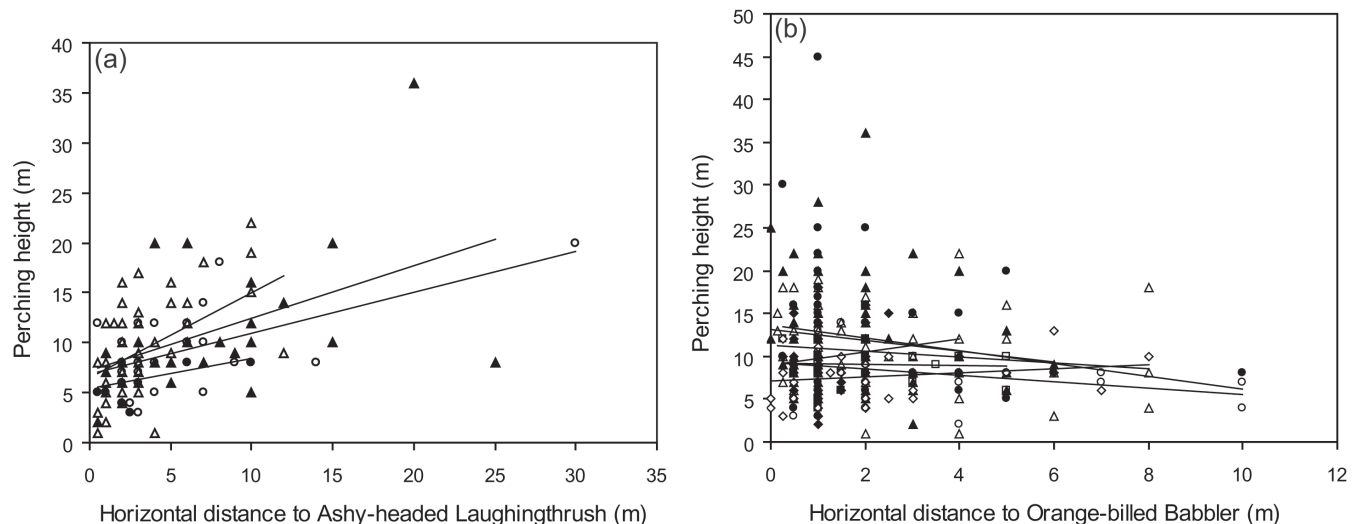 (a)
40
35
30
25
20
15
10
5
0
0 5 10 15 20 25 30 35
Perching height (m)
Horizontal distance to Ashy-headed Laughingthrush (m)
(b)
50
45
40
35
30
25
20
15
10
5
0
0 2 4 6 8 10 12
Perching height (m)
Horizontal distance to Orange-billed Babbler (m)